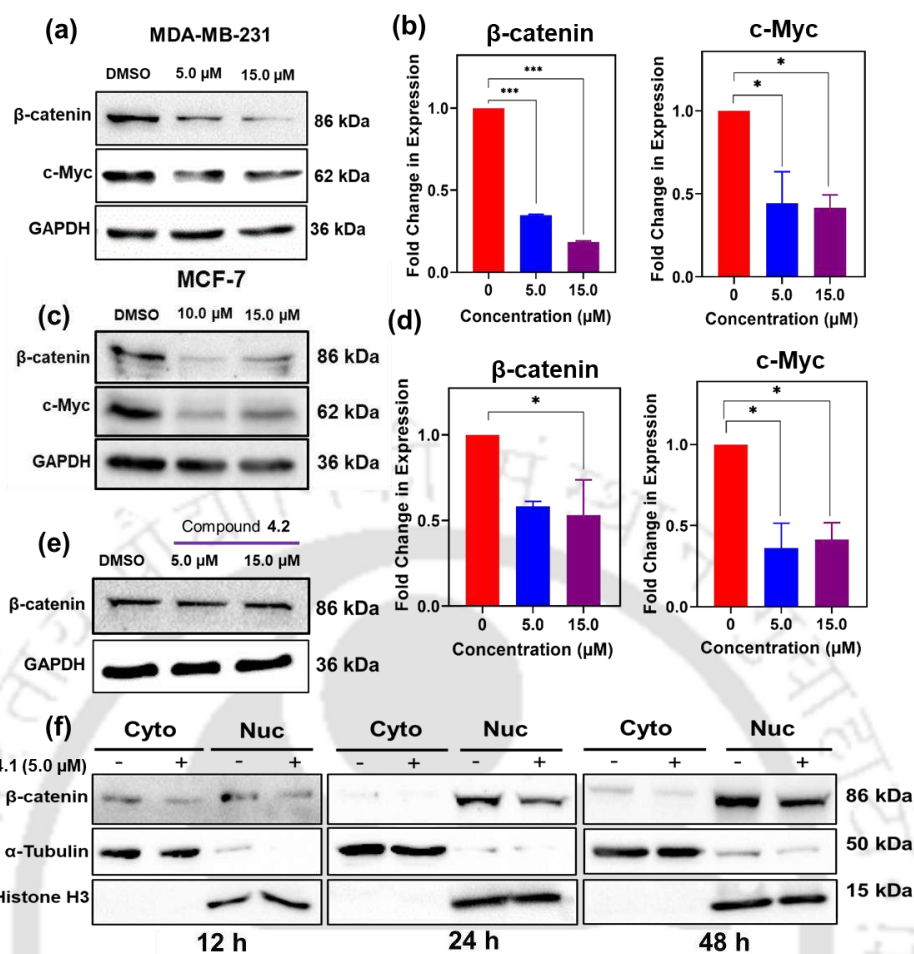 (a)
MDA-MB-231
DMSO 5.0 µM 15.0 µM
β-catenin 86 kDa
c-Myc 62 kDa
GAPDH 36 kDa
(b)
β-catenin
Fold Change in Expression
1.0
0.5
0.0
***
***
0 5.0 15.0
Concentration (µM)
c-Myc
Fold Change in Expression
1.0
0.5
0.0
*
*
0 5.0 15.0
Concentration (µM)
MCF-7
(c)
DMSO 10.0 µM 15.0 µM
β-catenin 86 kDa
c-Myc 62 kDa
GAPDH 36 kDa
(d)
β-catenin
Fold Change in Expression
1.0
0.5
0.0
*
0 5.0 15.0
Concentration (µM)
c-Myc
Fold Change in Expression
1.0
0.5
0.0
*
*
0 5.0 15.0
Concentration (µM)
(e)
Compound 4.2
DMSO 5.0 µM 15.0 µM
β-catenin 86 kDa
GAPDH 36 kDa
(f)
Cyto Nuc Cyto Nuc Cyto Nuc
4.1 (5.0 µM) - + - + - + - + - + - +
β-catenin 86 kDa
α-Tubulin 50 kDa
Histone H3 15 kDa
12 h 24 h 48 h